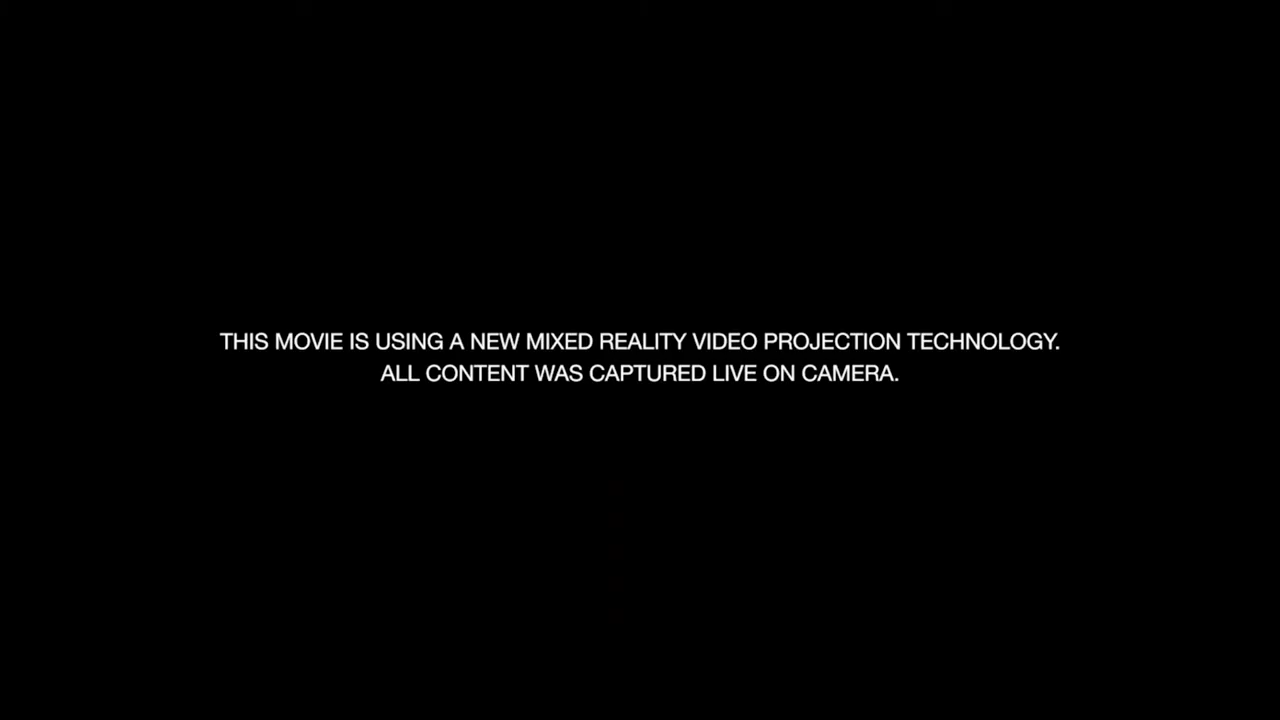 THIS MOVIE IS USING A NEW MIXED REALITY VIDEO PROJECTION TECHNOLOGY.
ALL CONTENT WAS CAPTURED LIVE ON CAMERA.